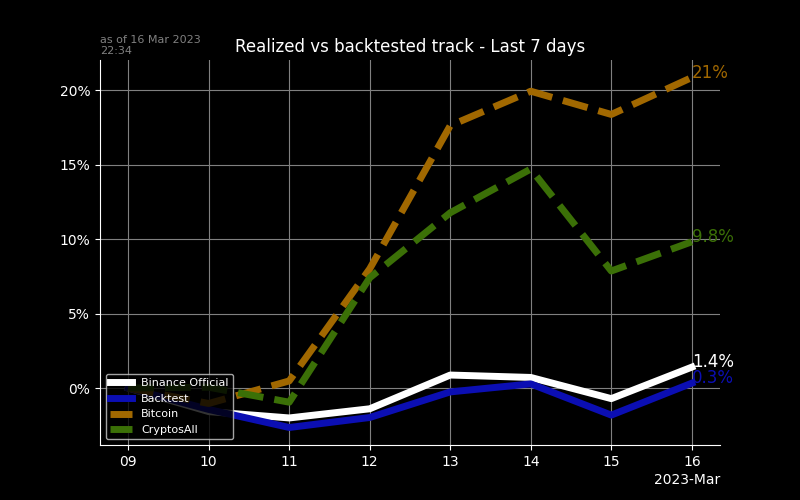 as of 16 Mar 2023
22:34
Realized vs backtested track - Last 7 days
21%
20%
15%
10%
9.8%
5%
1.4%
0.3%
0%
Binance Official
Backtest
Bitcoin
CryptosAll
09 10 11 12 13 14 15 16
2023-Mar